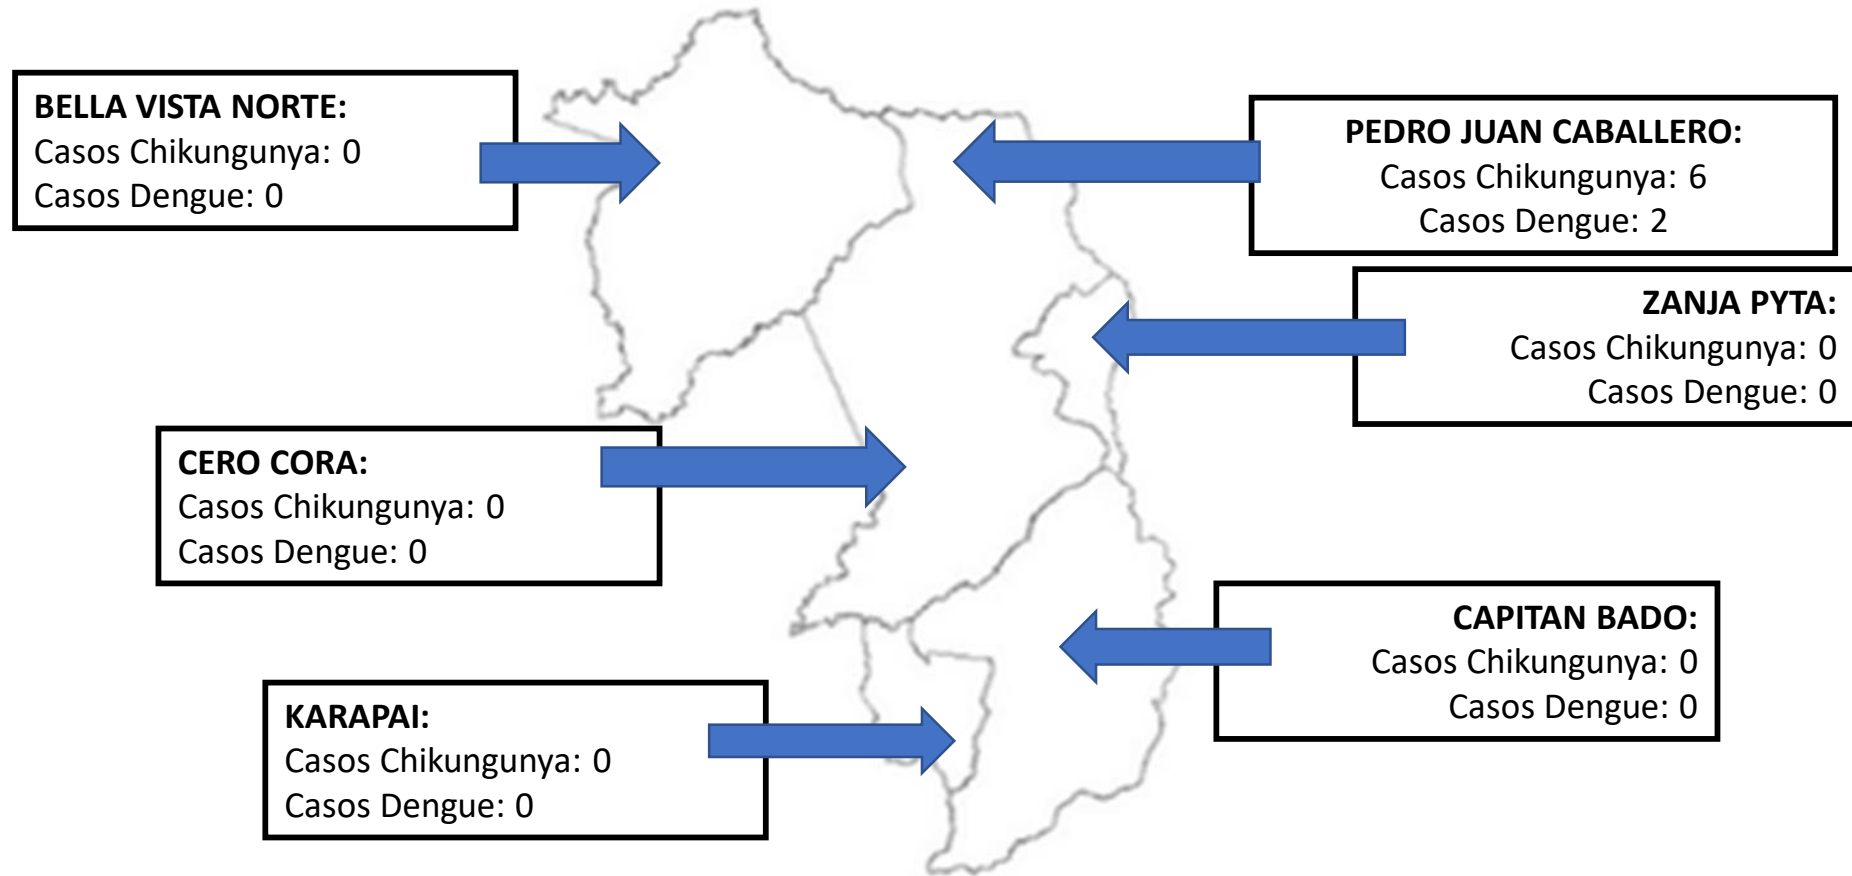 BELLA VISTA NORTE:
Casos Chikungunya: 0
Casos Dengue: 0
PEDRO JUAN CABALLERO:
Casos Chikungunya: 6
Casos Dengue: 2
ZANJA PYTA:
Casos Chikungunya: 0
Casos Dengue: 0
CERO CORA:
Casos Chikungunya: 0
Casos Dengue: 0
CAPITAN BADO:
Casos Chikungunya: 0
Casos Dengue: 0
KARAPAI:
Casos Chikungunya: 0
Casos Dengue: 0